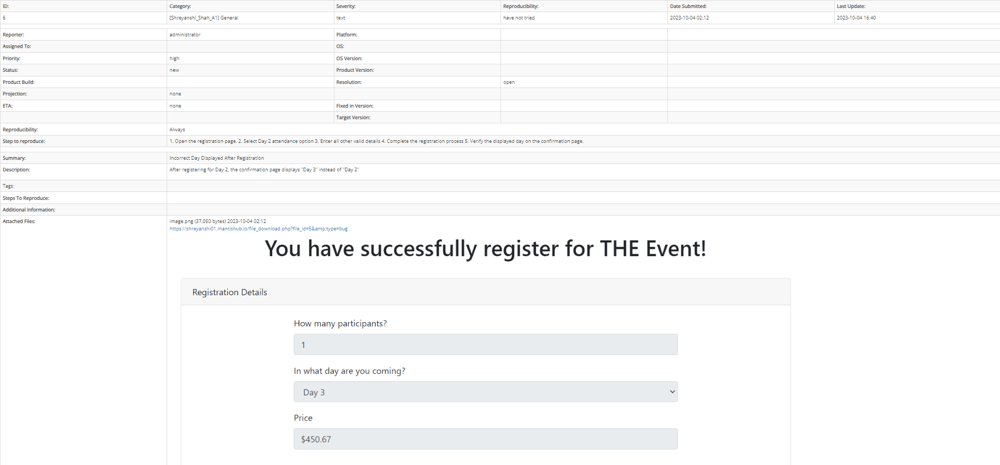 ID: Category: Severity: Reproducibility: Date Submitted: Last Update:
6 [Shreyanshi_Shah_A1] General text have not tried 2023-10-04 02:12 2023-10-04 16:40
Reporter: administrator Platform:
Assigned To: OS:
Priority: high OS Version:
Status: new Product Version:
Product Build: Resolution: open
Projection: none
ETA: none Fixed in Version:
Target Version:
Reproducibility: Always
Step to reproduce: 1. Open the registration page. 2. Select Day 2 attendance option 3. Enter all other valid details 4. Complete the registration process 5. Verify the displayed day on the confirmation page.
Summary: Incorrect Day Displayed After Registration
Description: After registering for Day 2, the confirmation page displays "Day 3" instead of "Day 2"
Tags:
Steps To Reproduce:
Additional Information:
Attached Files: image.png (37,050 bytes) 2023-10-04 02:12
https://shreyanshi01.mantishub.io/file_download.php?file_id=5&amp;type=bug
You have successfully register for THE Event!
Registration Details
How many participants?
1
In what day are you coming?
Day 3
Price
$450.67